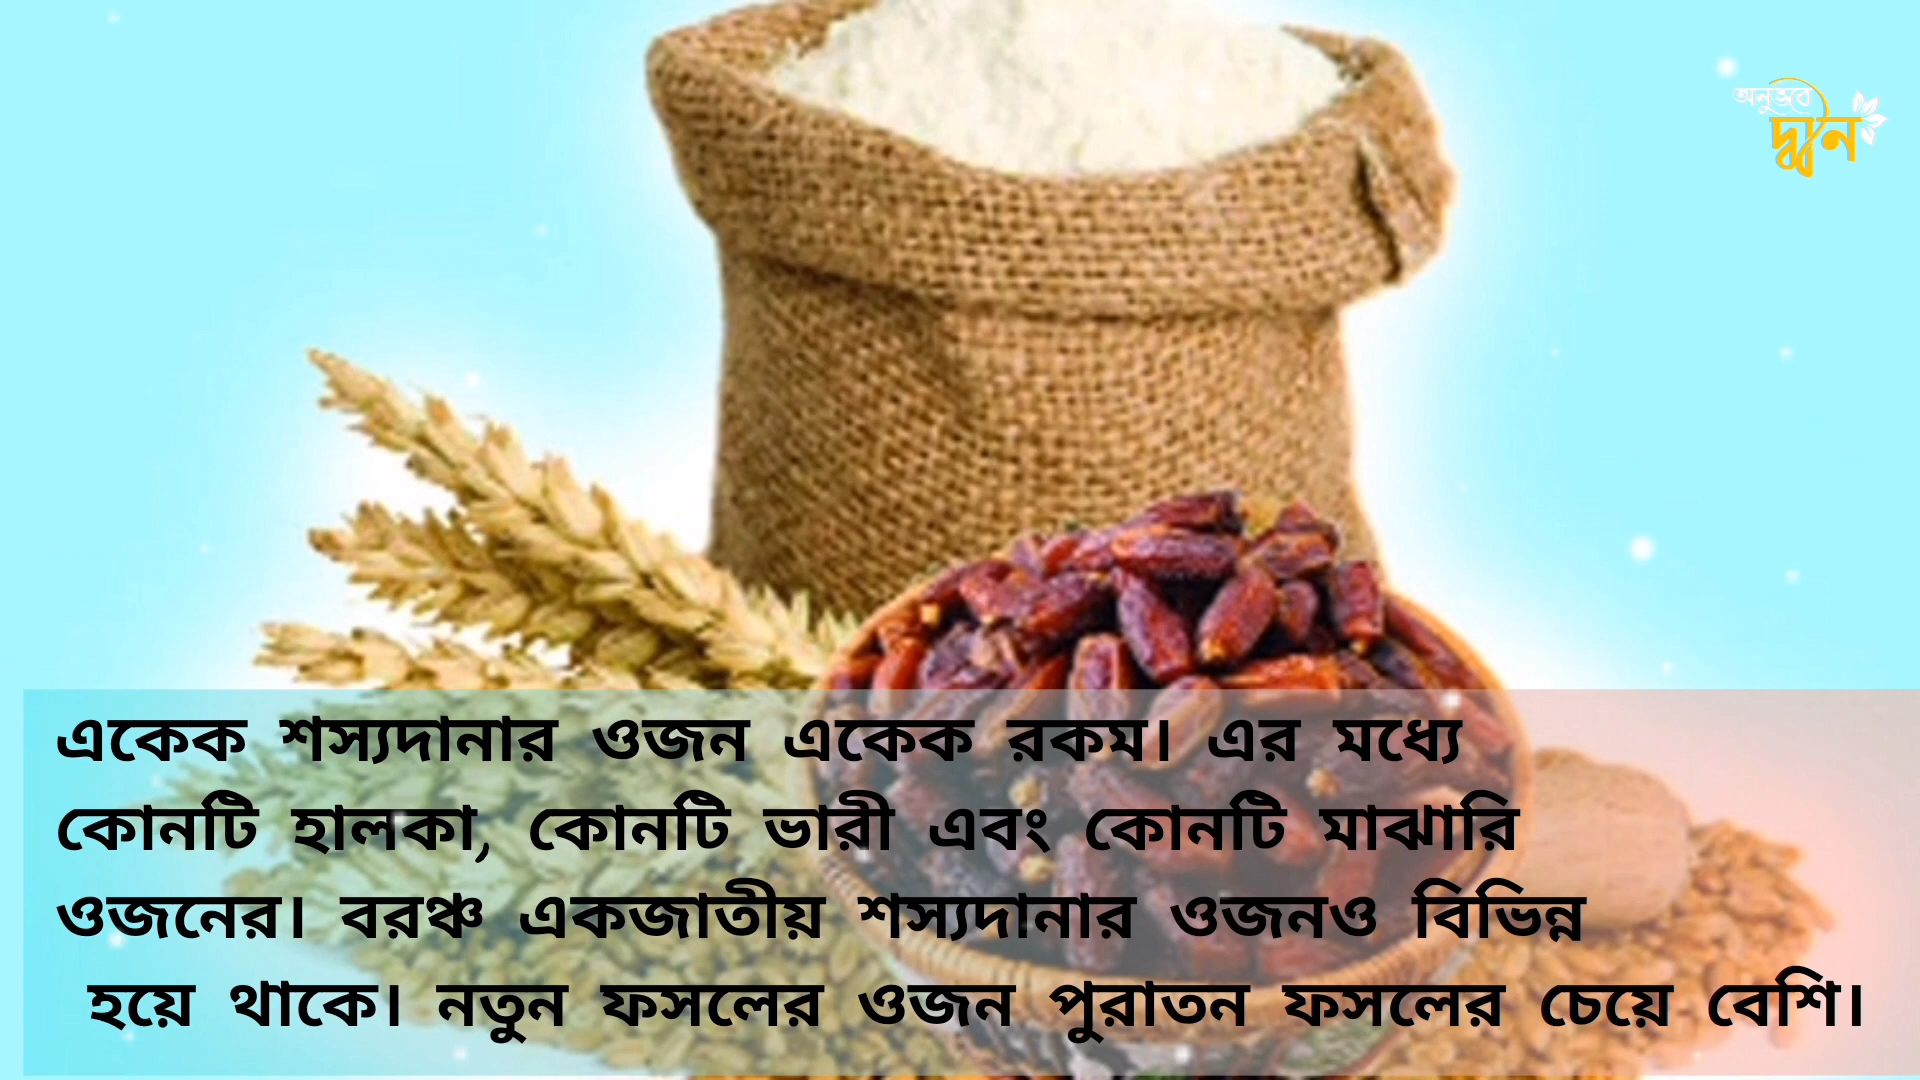 অনুভবে
দ্বীন
একেক শস্যদানার ওজন একেক রকম। এর মধ্যে
কোনটি হালকা, কোনটি ভারী এবং কোনটি মাঝারি
ওজনের। বরঞ্চ একজাতীয় শস্যদানার ওজনও বিভিন্ন
হয়ে থাকে। নতুন ফসলের ওজন পুরাতন ফসলের চেয়ে বেশি।